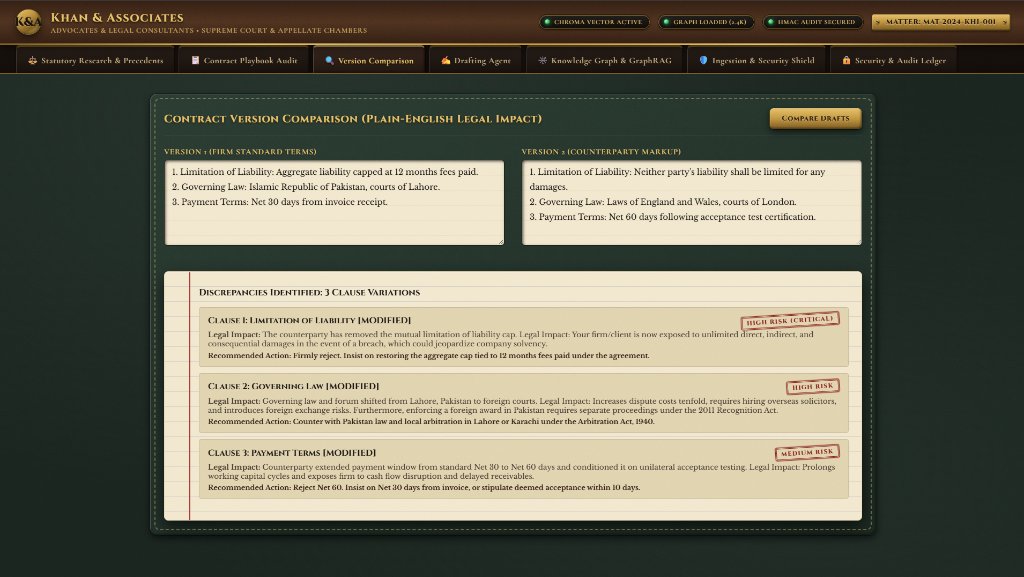 K&A
KHAN & ASSOCIATES
ADVOCATES & LEGAL CONSULTANTS • SUPREME COURT & APPELLATE CHAMBERS
CHROMA VECTOR ACTIVE
GRAPH LOADED (2.4K)
HMAC AUDIT SECURED
MATTER: MAT-2024-KHI-001
Statutory Research & Precedents
Contract Playbook Audit
Version Comparison
Drafting Agent
Knowledge Graph & GraphRAG
Ingestion & Security Shield
Security & Audit Ledger
CONTRACT VERSION COMPARISON (PLAIN-ENGLISH LEGAL IMPACT)
COMPARE DRAFTS
VERSION 1 (FIRM STANDARD TERMS)
1. Limitation of Liability: Aggregate liability capped at 12 months fees paid.
2. Governing Law: Islamic Republic of Pakistan, courts of Lahore.
3. Payment Terms: Net 30 days from invoice receipt.
VERSION 2 (COUNTERPARTY MARKUP)
1. Limitation of Liability: Neither party's liability shall be limited for any
damages.
2. Governing Law: Laws of England and Wales, courts of London.
3. Payment Terms: Net 60 days following acceptance test certification.
DISCREPANCIES IDENTIFIED: 3 CLAUSE VARIATIONS
CLAUSE 1: LIMITATION OF LIABILITY [MODIFIED]
HIGH RISK (CRITICAL)
Legal Impact: The counterparty has removed the mutual limitation of liability cap. Legal Impact: Your firm/client is now exposed to unlimited direct, indirect, and
consequential damages in the event of a breach, which could jeopardize company solvency.
Recommended Action: Firmly reject. Insist on restoring the aggregate cap tied to 12 months fees paid under the agreement.
CLAUSE 2: GOVERNING LAW [MODIFIED]
HIGH RISK
Legal Impact: Governing law and forum shifted from Lahore, Pakistan to foreign courts. Legal Impact: Increases dispute costs tenfold, requires hiring overseas solicitors,
and introduces foreign exchange risks. Furthermore, enforcing a foreign award in Pakistan requires separate proceedings under the 2011 Recognition Act.
Recommended Action: Counter with Pakistan law and local arbitration in Lahore or Karachi under the Arbitration Act, 1940.
CLAUSE 3: PAYMENT TERMS [MODIFIED]
MEDIUM RISK
Legal Impact: Counterparty extended payment window from standard Net 30 to Net 60 days and conditioned it on unilateral acceptance testing. Legal Impact: Prolongs
working capital cycles and exposes firm to cash flow disruption and delayed receivables.
Recommended Action: Reject Net 60. Insist on Net 30 days from invoice, or stipulate deemed acceptance within 10 days.